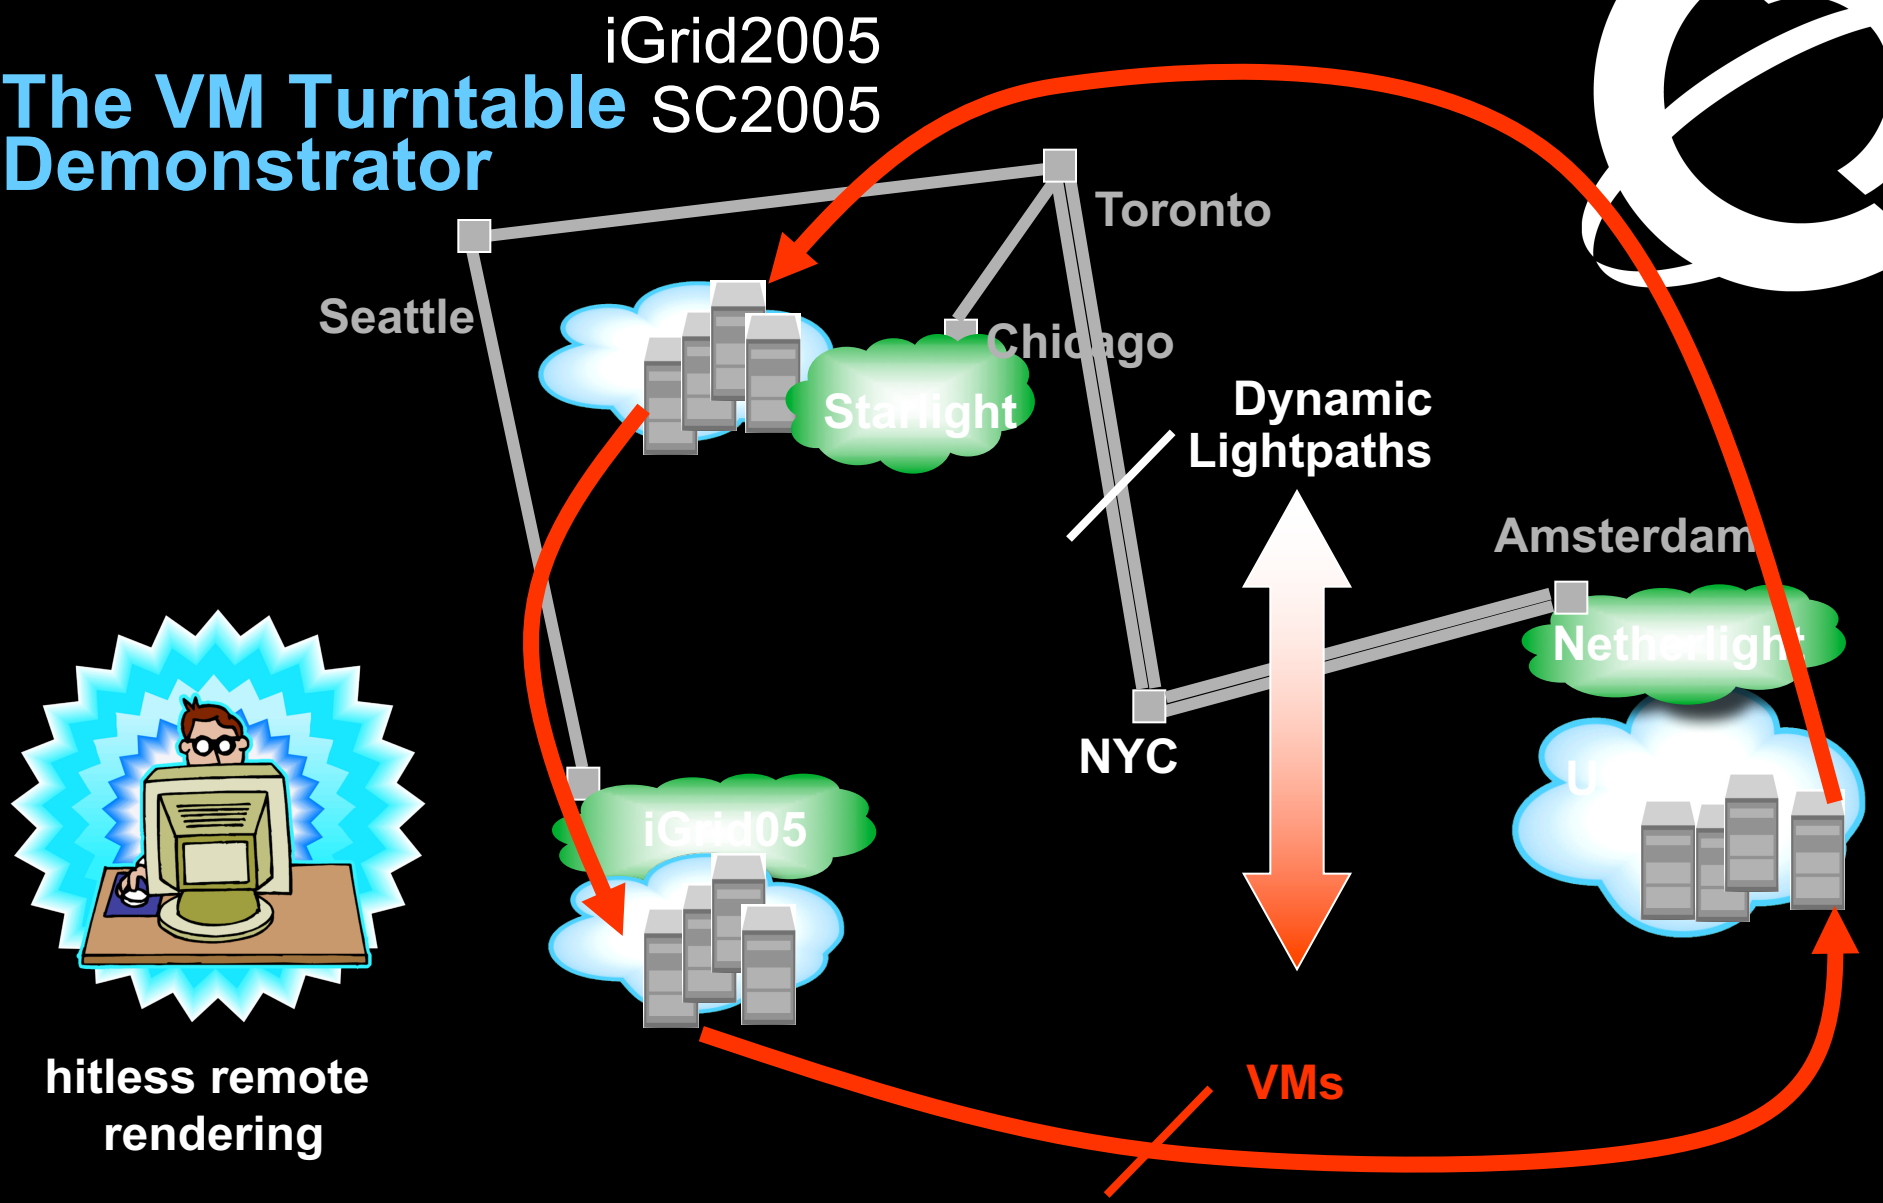 iGrid2005
SC2005
The VM Turntable
Demonstrator
Toronto
Seattle
Chicago
Starlight
Dynamic
Lightpaths
Amsterdam
Netherlight
NYC
U
iGrid05
hitless remote
rendering
VMs